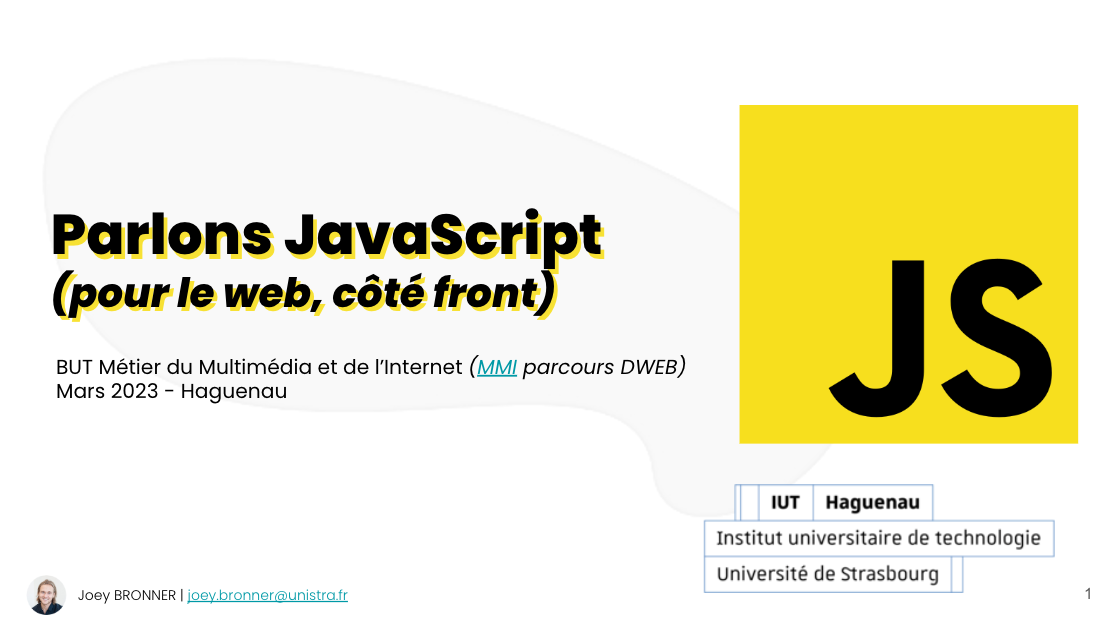 Parlons JavaScript
(pour le web, côté front)
BUT Métier du Multimédia et de l’Internet (MMI parcours DWEB)
Mars 2023 - Haguenau
JS
IUT Haguenau
Institut universitaire de technologie
Université de Strasbourg
Joey BRONNER | joey.bronner@unistra.fr
1